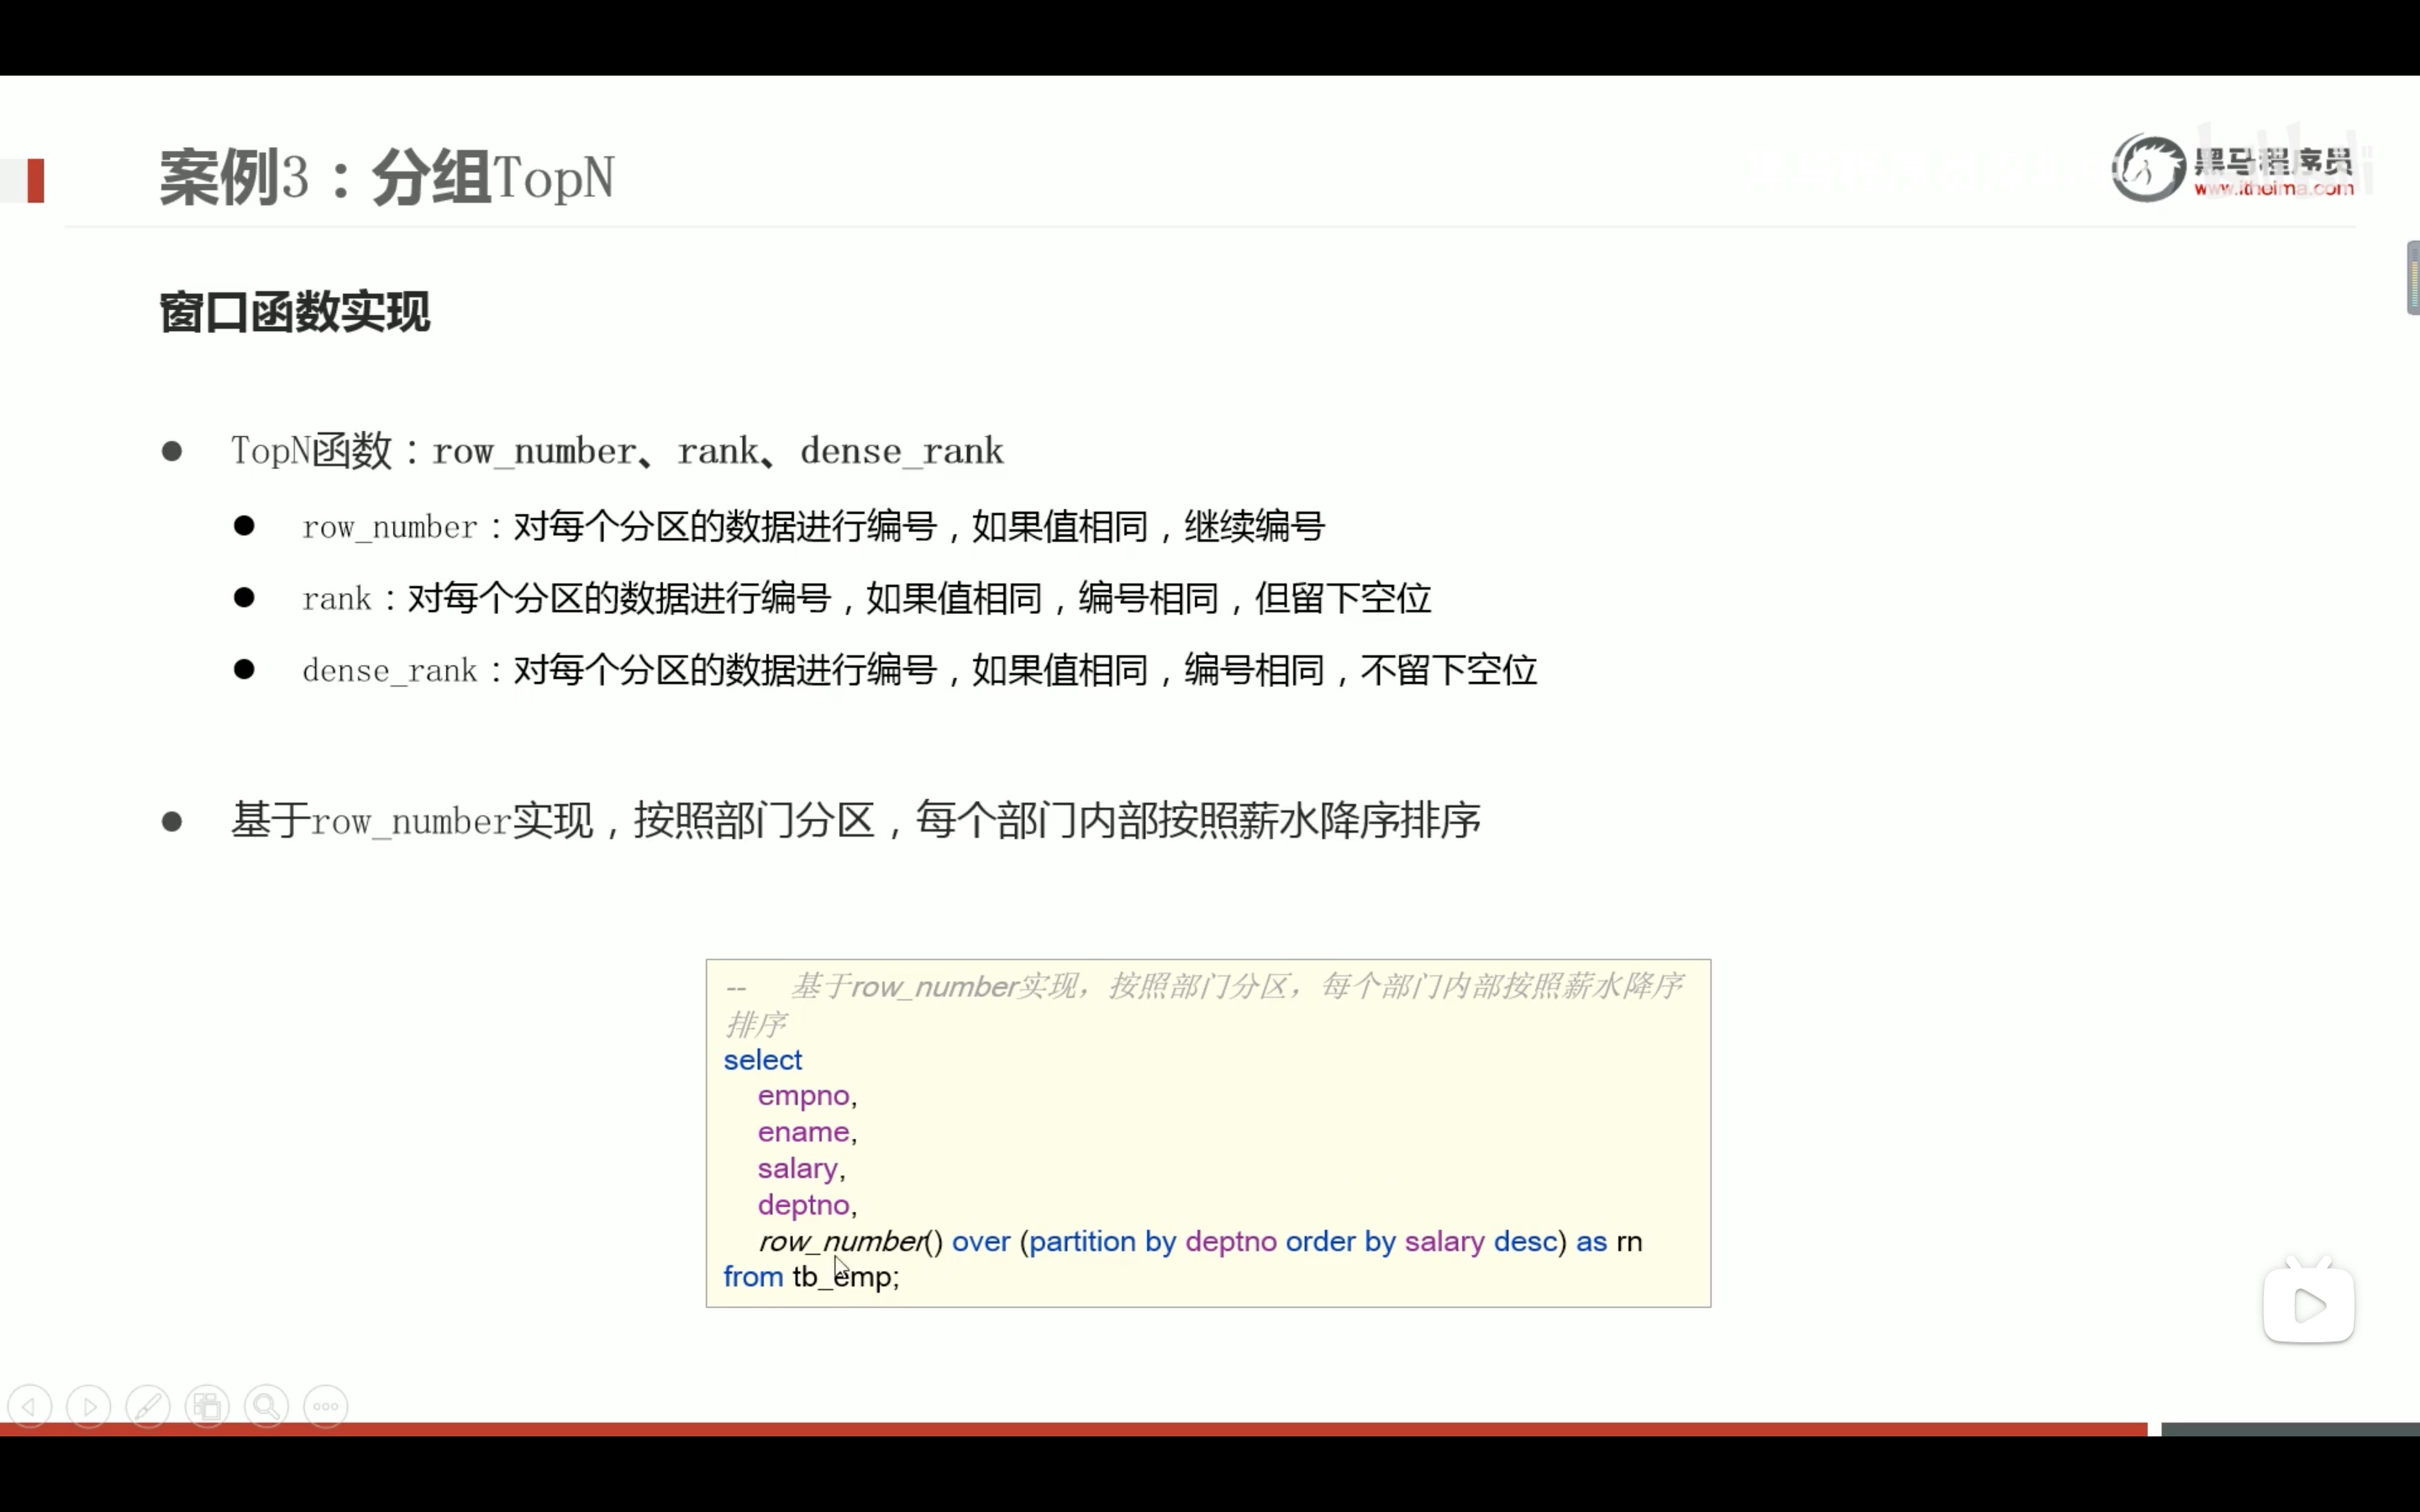 案例3：分组TopN
黑马程序员
www.itheima.com
窗口函数实现
● TopN函数：row_number、rank、dense_rank
● row_number：对每个分区的数据进行编号，如果值相同，继续编号
● rank：对每个分区的数据进行编号，如果值相同，编号相同，但留下空位
● dense_rank：对每个分区的数据进行编号，如果值相同，编号相同，不留下空位
● 基于row_number实现，按照部门分区，每个部门内部按照薪水降序排序
-- 基于row_number实现，按照部门分区，每个部门内部按照薪水降序
排序
select
empno,
ename,
salary,
deptno,
row_number() over (partition by deptno order by salary desc) as rn
from tb_emp;